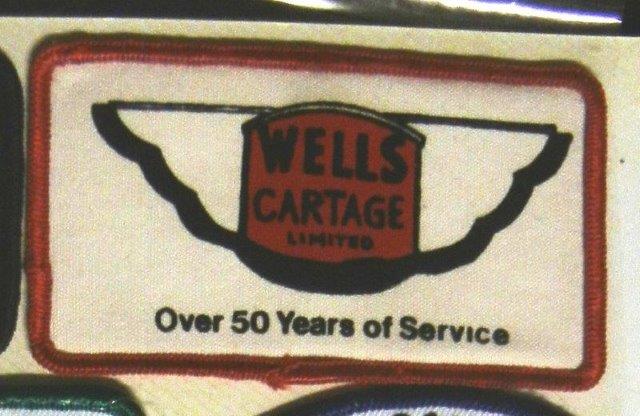 WELLS
CARTAGE
LIMITED
Over 50 Years of Service